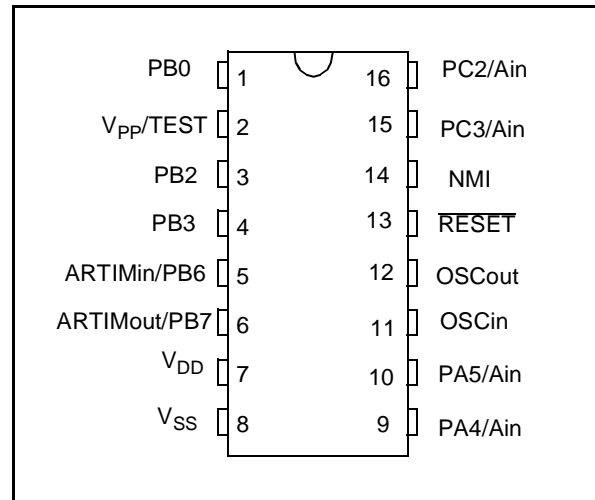 PB0 1 16 PC2/Ain
VPP/TEST 2 15 PC3/Ain
PB2 3 14 NMI
PB3 4 13 RESET
ARTIMin/PB6 5 12 OSCout
ARTIMout/PB7 6 11 OSCin
VDD 7 10 PA5/Ain
VSS 8 9 PA4/Ain